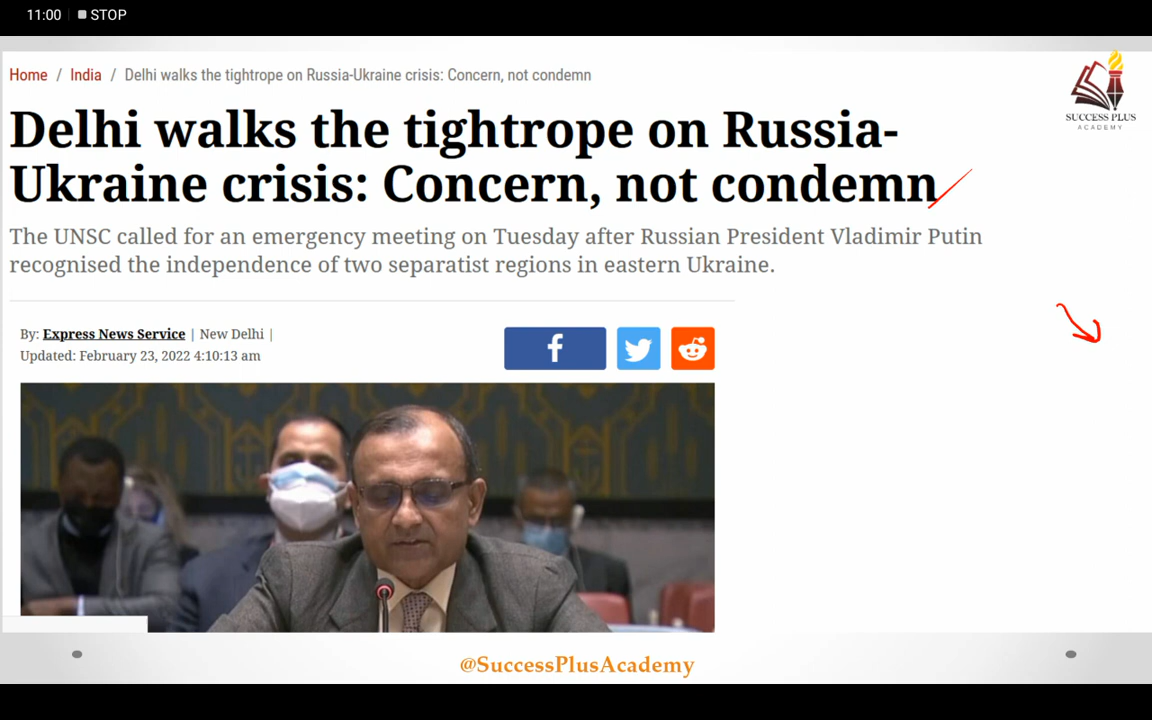 11:00 STOP
Home / India / Delhi walks the tightrope on Russia-Ukraine crisis: Concern, not condemn
SUCCESS PLUS
ACADEMY
Delhi walks the tightrope on Russia-
Ukraine crisis: Concern, not condemn
The UNSC called for an emergency meeting on Tuesday after Russian President Vladimir Putin
recognised the independence of two separatist regions in eastern Ukraine.
By: Express News Service | New Delhi |
Updated: February 23, 2022 4:10:13 am
@SuccessPlusAcademy